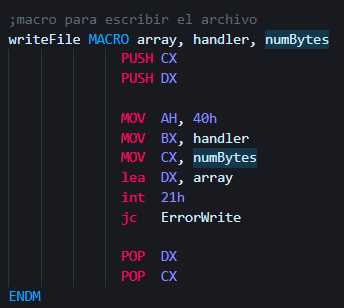 ;macro para escribir el archivo
writeFile MACRO array, handler, numBytes
PUSH CX
PUSH DX
MOV AH, 40h
MOV BX, handler
MOV CX, numBytes
lea DX, array
int 21h
jc ErrorWrite
POP DX
POP CX
ENDM